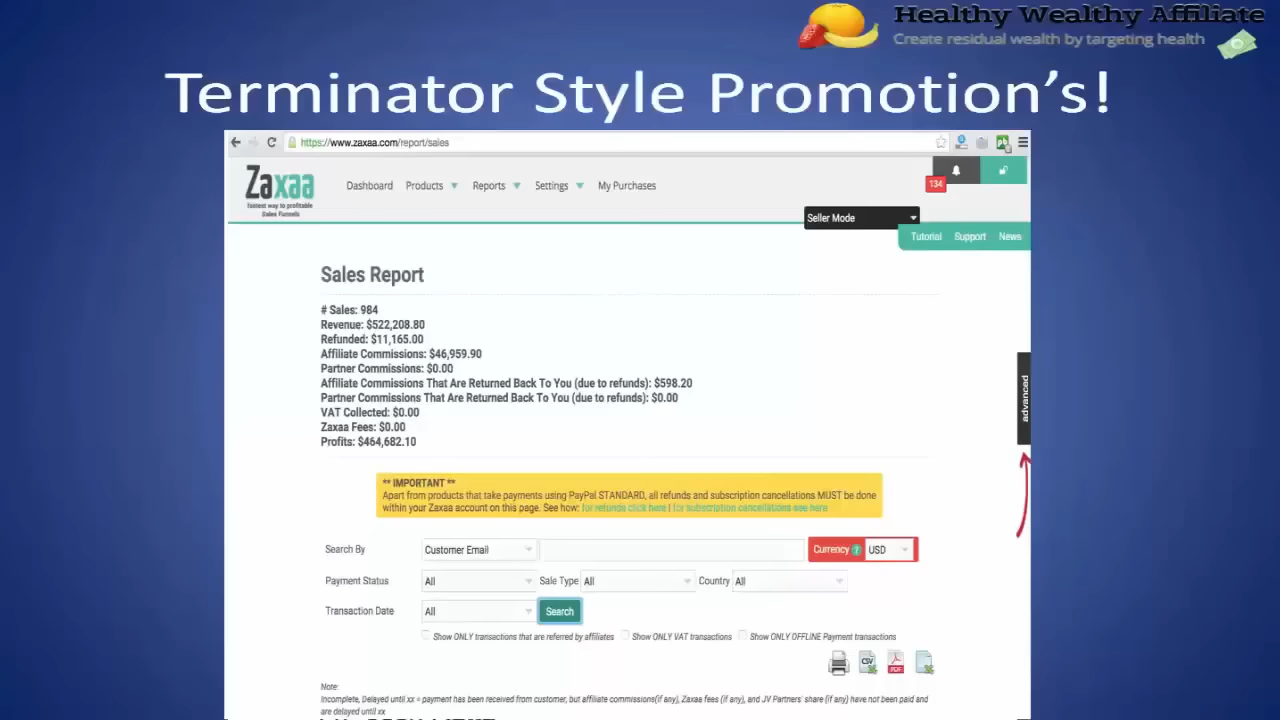 Healthy Wealthy Affiliate
Create residual wealth by targeting health
Terminator Style Promotion's!
https://www.zaxaa.com/report/sales
Zaxaa
fastest way to profitable
Sales Funnels
Dashboard Products Reports Settings My Purchases
134
Seller Mode
Tutorial Support News
Sales Report
# Sales: 984
Revenue: $522,208.80
Refunded: $11,165.00
Affiliate Commissions: $46,959.90
Partner Commissions: $0.00
Affiliate Commissions That Are Returned Back To You (due to refunds): $598.20
Partner Commissions That Are Returned Back To You (due to refunds): $0.00
VAT Collected: $0.00
Zaxaa Fees: $0.00
Profits: $464,682.10
advanced
** IMPORTANT **
Apart from products that take payments using PayPal STANDARD, all refunds and subscription cancellations MUST be done
within your Zaxaa account on this page. See how: for refunds click here | for subscription cancellations see here
Search By Customer Email Currency ? USD
Payment Status All Sale Type All Country All
Transaction Date All Search
Show ONLY transactions that are referred by affiliates Show ONLY VAT transactions Show ONLY OFFLINE Payment transactions
CSV PDF
Note:
Incomplete, Delayed until xx = payment has been received from customer, but affiliate commissions(if any), Zaxaa fees (if any), and JV Partners' share (if any) have not been paid and
are delayed until xx